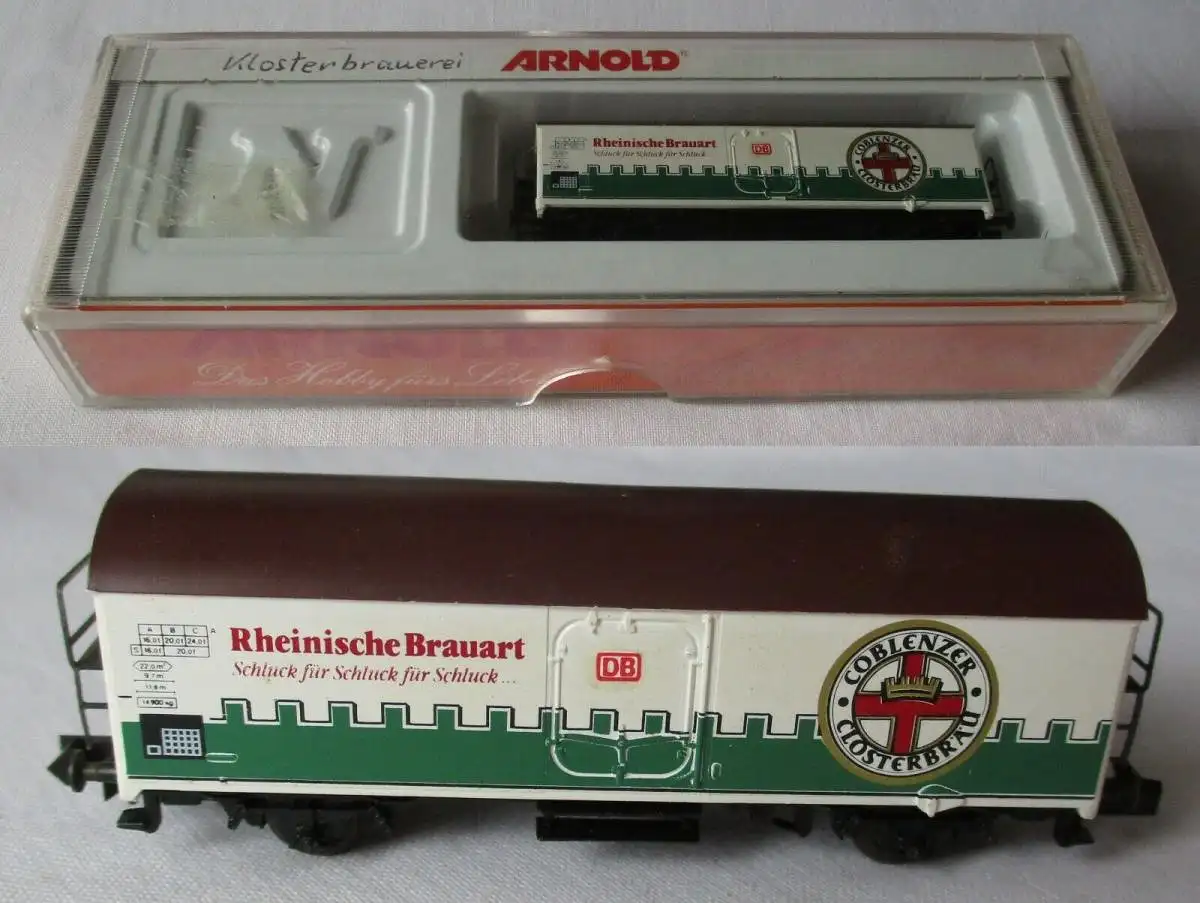 Klosterbrauerei
ARNOLD®
Rheinische Brauart
Schluck für Schluck für Schluck...
DB
COBLENZER
CLOSTERBRÄU
Das Hobby fürs Leben
A B C A
16.01 20.01 24.01
S 16.01 20.01
22,0 m²
9,7 m
11,8 m
14 900 kg
Rheinische Brauart
Schluck für Schluck für Schluck...
DB
COBLENZER
CLOSTERBRÄU